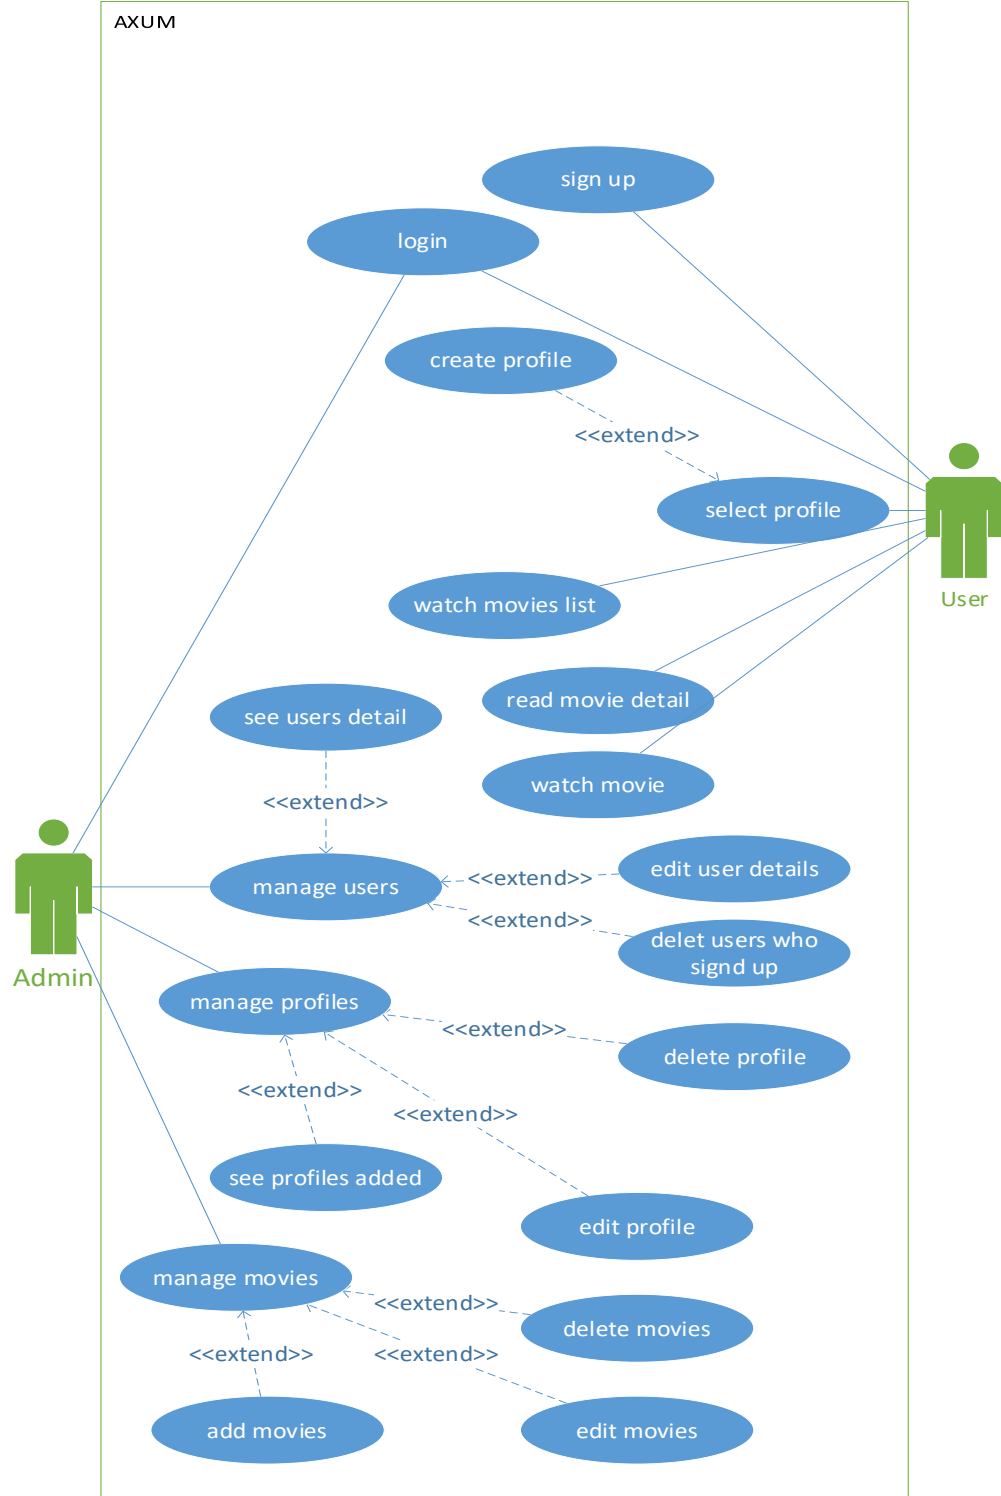 AXUM
sign up
login
create profile
<<extend>>
select profile
User
watch movies list
read movie detail
see users detail
watch movie
<<extend>>
edit user details
<<extend>>
manage users
<<extend>>
delet users who
signd up
Admin
manage profiles
<<extend>>
delete profile
<<extend>>
<<extend>>
see profiles added
edit profile
manage movies
<<extend>>
delete movies
<<extend>>
<<extend>>
add movies
edit movies